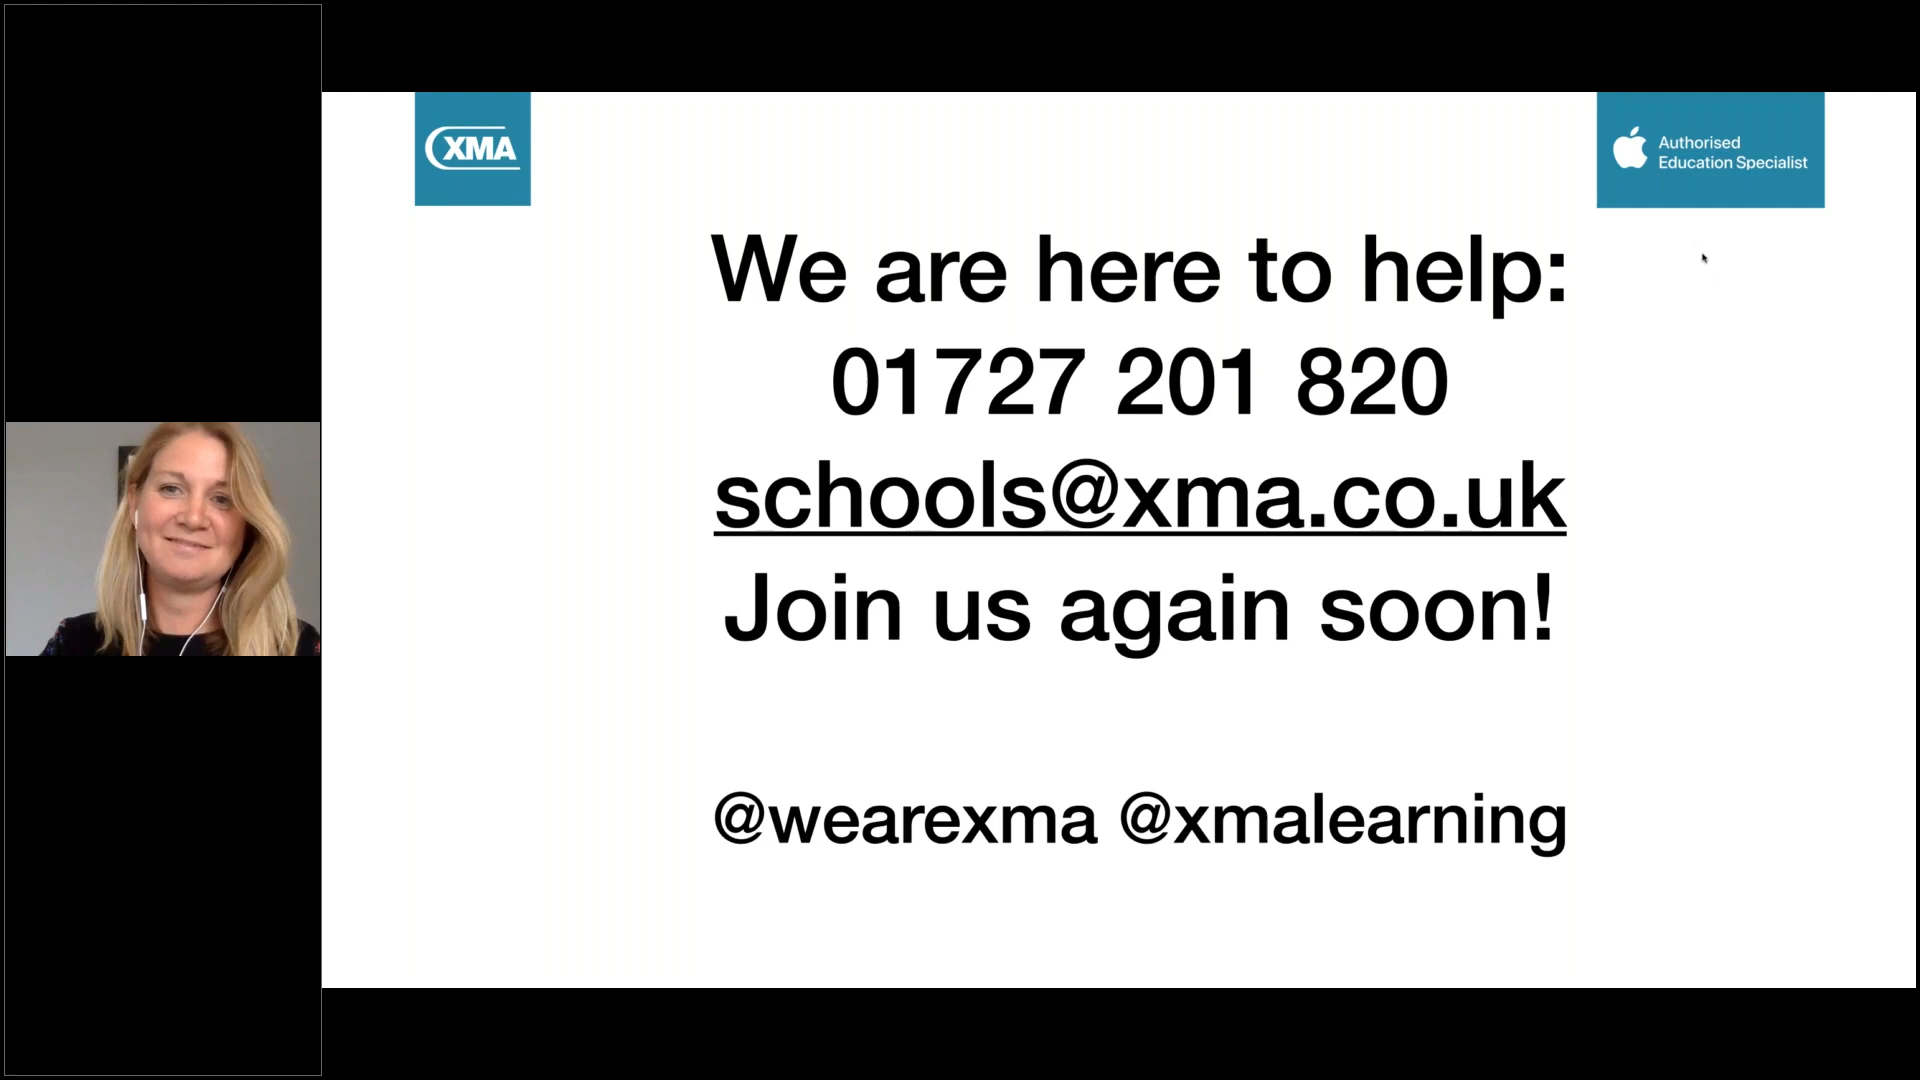 XMA
Authorised
Education Specialist
We are here to help:
01727 201 820
schools@xma.co.uk
Join us again soon!
@wearexma @xmalearning